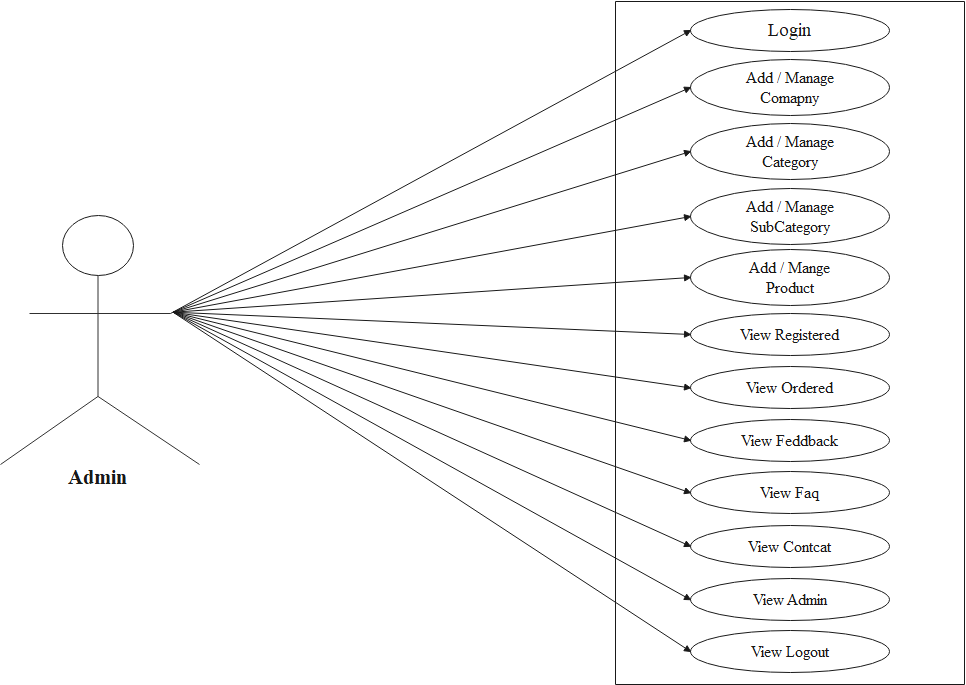 Login
Add / Manage
Comapny
Add / Manage
Category
Add / Manage
SubCategory
Add / Mange
Product
View Registered
View Ordered
View Feddback
View Faq
View Contcat
View Admin
View Logout
Admin